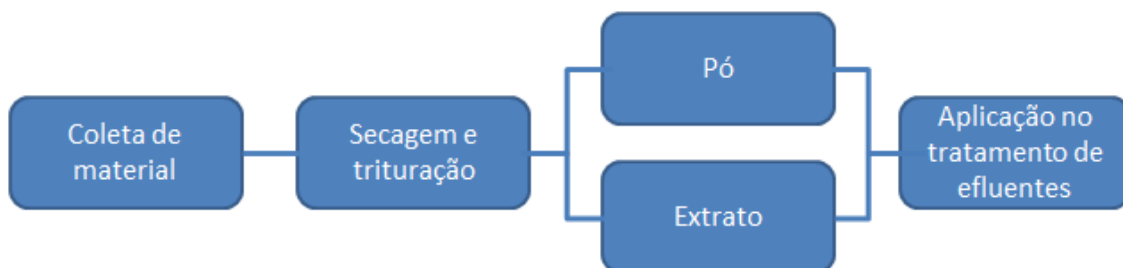 Coleta de
material
Secagem e
trituração
Pó
Extrato
Aplicação no
tratamento de
efluentes